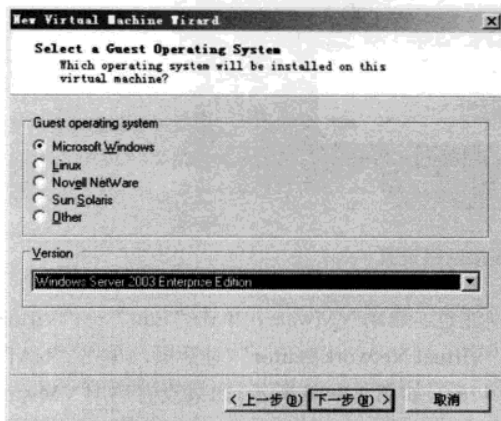 New Virtual Machine Wizard
Select a Guest Operating System
Which operating system will be installed on this
virtual machine?
Guest operating system
Microsoft Windows
Linux
Novell NetWare
Sun Solaris
Other
Version
Windows Server 2003 Enterprise Edition
< 上一步(B)
下一步(N) >
取消